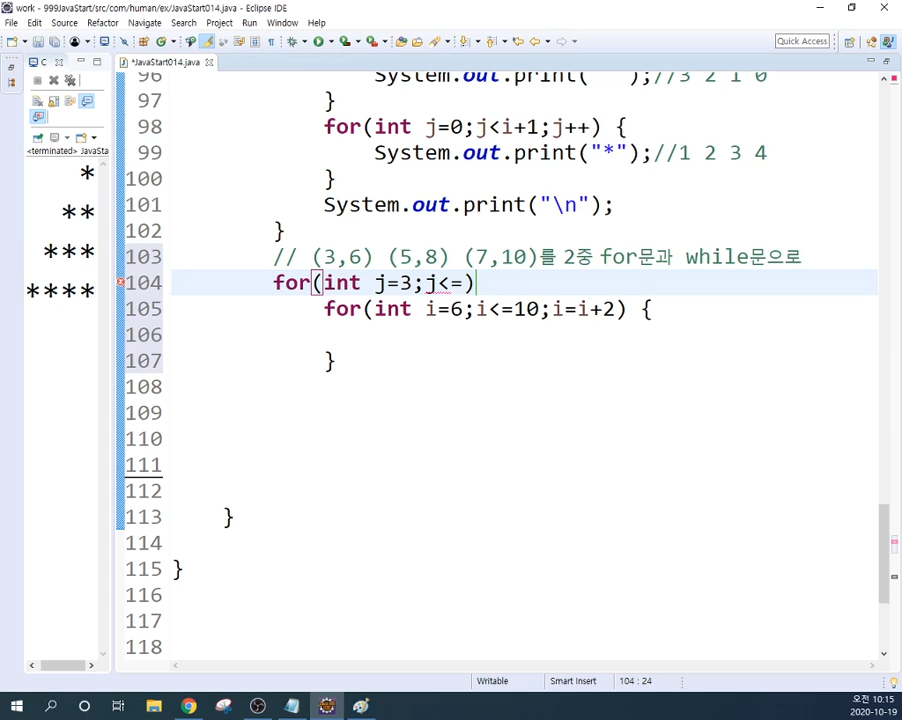 work - 999JavaStart/src/com/human/ex/JavaStart014.java - Eclipse IDE
File Edit Source Refactor Navigate Search Project Run Window Help
Quick Access
C
*JavaStart014.java
<terminated> JavaSta
*
**
***
****
96 System.out.print(" ");//3 2 1 0
97 }
98 for(int j=0;j<i+1;j++) {
99 System.out.print("*");//1 2 3 4
100 }
101 System.out.print("\n");
102 }
103 // (3,6) (5,8) (7,10)를 2중 for문과 while문으로
104 for(int j=3;j<=)
105 for(int i=6;i<=10;i=i+2) {
106
107 }
108
109
110
111
112
113 }
114
115 }
116
117
118
Writable Smart Insert 104 : 24
오전 10:15
2020-10-19